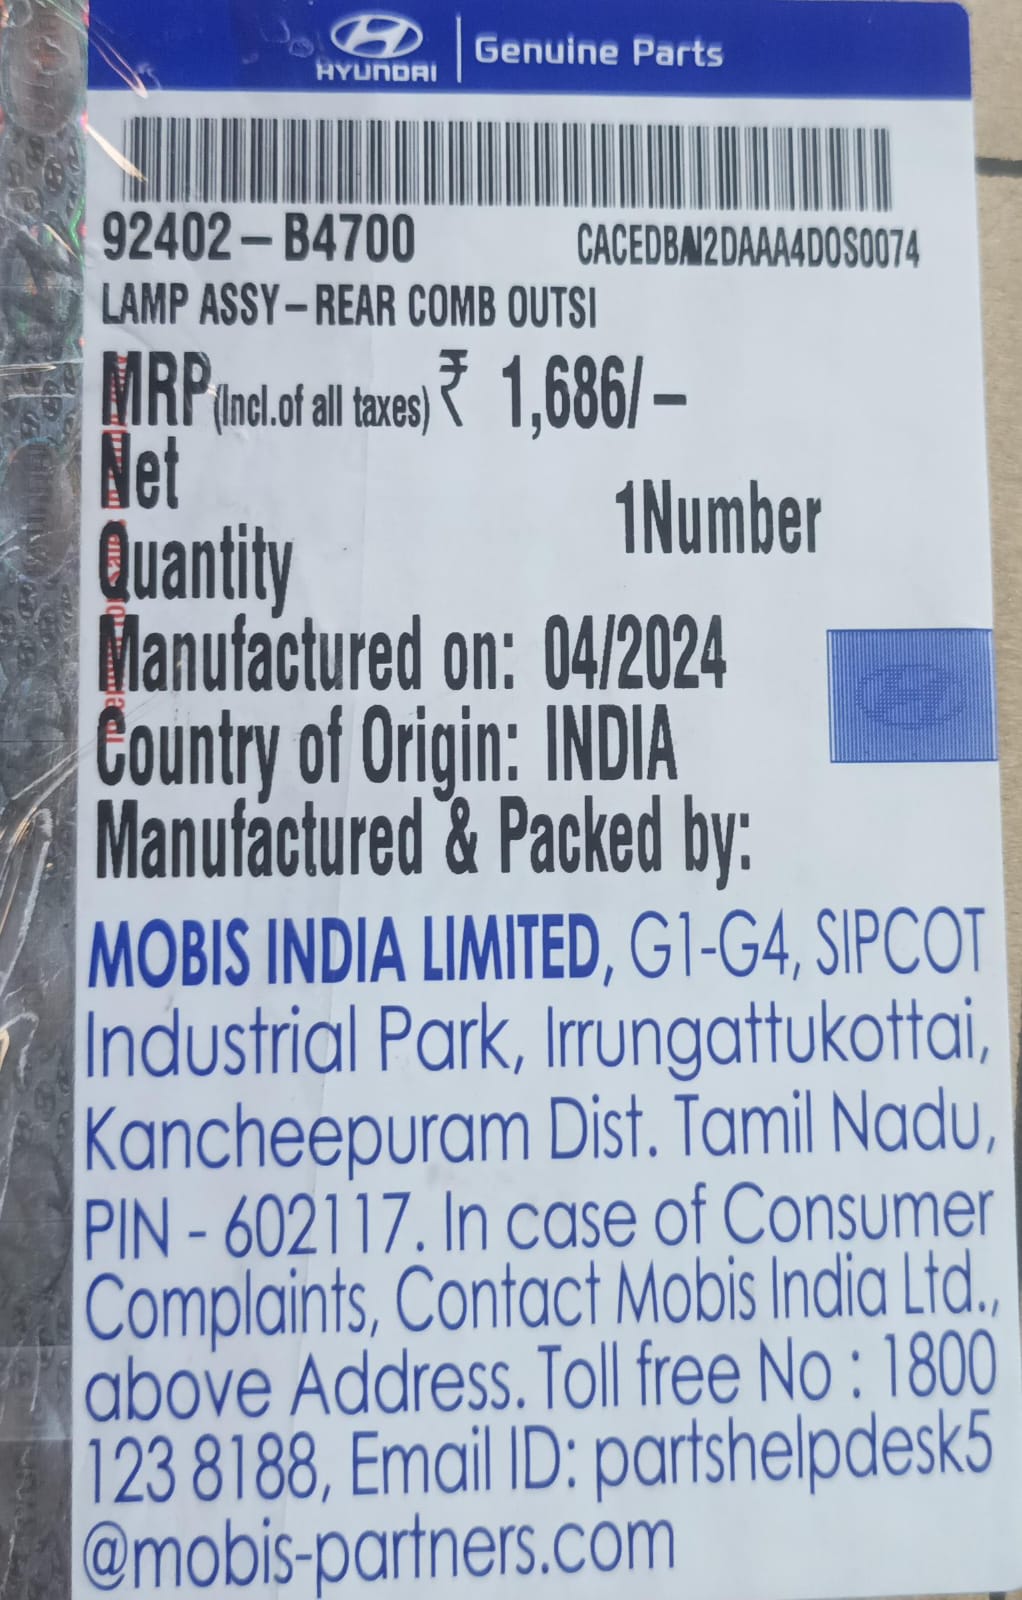 HYUNDAI | Genuine Parts
92402-B4700 CACEDBAI2DAAA4DOS0074
LAMP ASSY-REAR COMB OUTSI
MRP (Incl.of all taxes) ₹ 1,686/-
Net
Quantity 1Number
Manufactured on: 04/2024
Country of Origin: INDIA
Manufactured & Packed by:
MOBIS INDIA LIMITED, G1-G4, SIPCOT
Industrial Park, Irrungattukottai,
Kancheepuram Dist. Tamil Nadu,
PIN - 602117. In case of Consumer
Complaints, Contact Mobis India Ltd.,
above Address. Toll free No : 1800
123 8188, Email ID: partshelpdesk5
@mobis-partners.com